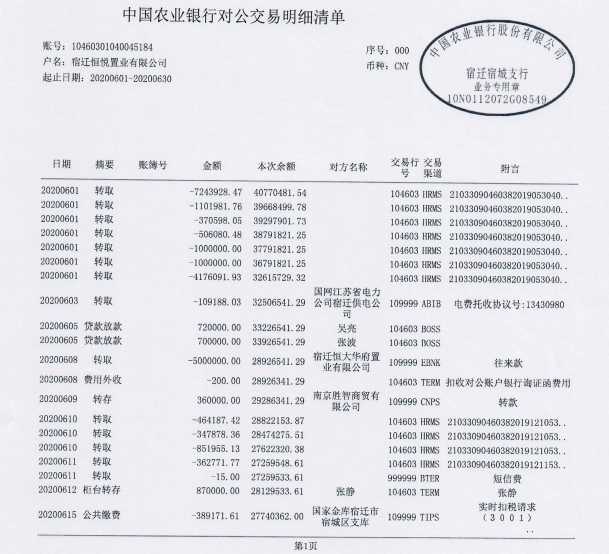 中国农业银行对公交易明细清单
账号: 10460301040045184
户名: 宿迁恒悦置业有限公司
起止日期: 20200601-20200630
序号: 000
币种: CNY
中国农业银行股份有限公司
宿迁宿城支行
业务专用章
10N0112072G08549
日期 摘要 账簿号 金额 本次余额 对方名称 交易行号 交易渠道 附言
20200601 转取 -7243928.47 40770481.54 104603 HRMS 21033090460382019053040..
20200601 转取 -1101981.76 39668499.78 104603 HRMS 21033090460382019053040..
20200601 转取 -370598.05 39297901.73 104603 HRMS 21033090460382019053040..
20200601 转取 -506080.48 38791821.25 104603 HRMS 21033090460382019053040..
20200601 转取 -1000000.00 37791821.25 104603 HRMS 21033090460382019053040..
20200601 转取 -1000000.00 36791821.25 104603 HRMS 21033090460382019053040..
20200601 转取 -4176091.93 32615729.32 104603 HRMS 21033090460382019053040..
20200603 转取 -109188.03 32506541.29 国网江苏省电力公司宿迁供电公司 109999 ABIB 电费托收协议号:13430980
20200605 贷款放款 720000.00 33226541.29 吴亮 104603 BOSS
20200605 贷款放款 700000.00 33926541.29 张波 104603 BOSS
20200608 转取 -5000000.00 28926541.29 宿迁恒大华府置业有限公司 109999 EBNK 往来款
20200608 费用外收 -200.00 28926341.29 104603 TERM 扣收对公账户银行询证函费用
20200609 转存 360000.00 29286341.29 南京胜智商贸有限公司 109999 CNPS 转款
20200610 转取 -464187.42 28822153.87 104603 HRMS 21033090460382019121053..
20200610 转取 -347878.36 28474275.51 104603 HRMS 21033090460382019121053..
20200610 转取 -851955.13 27622320.38 104603 HRMS 21033090460382019121053..
20200611 转取 -362771.77 27259548.61 104603 HRMS 21033090460382019121153..
20200611 转取 -15.00 27259533.61 999999 BTER 短信费
20200612 柜台转存 870000.00 28129533.61 张静 104603 TERM 张静
20200615 公共缴费 -389171.61 27740362.00 国家金库宿迁市宿城区支库 109999 TIPS 实时扣税请求(3001)
..
第1页